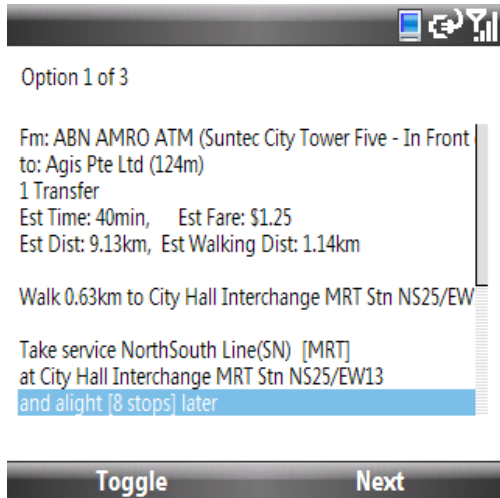 Option 1 of 3
Fm: ABN AMRO ATM (Suntec City Tower Five - In Front
to: Agis Pte Ltd (124m)
1 Transfer
Est Time: 40min, Est Fare: $1.25
Est Dist: 9.13km, Est Walking Dist: 1.14km
Walk 0.63km to City Hall Interchange MRT Stn NS25/EW
Take service NorthSouth Line(SN) [MRT]
at City Hall Interchange MRT Stn NS25/EW13
and alight [8 stops] later
Toggle Next